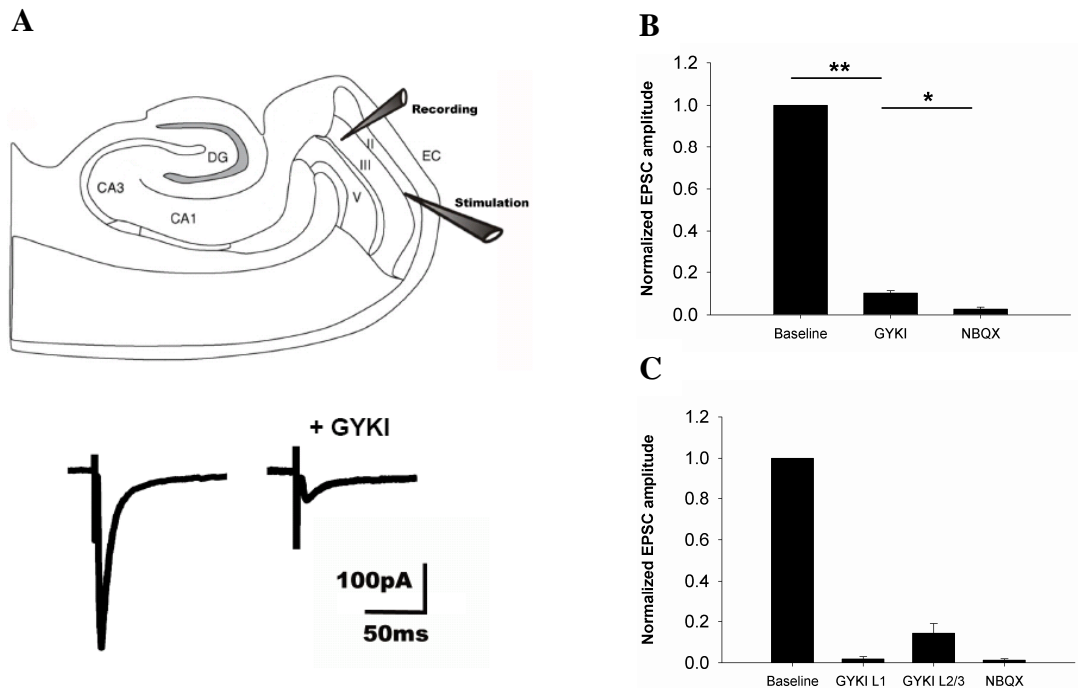 A
Recording
II
III
EC
DG
CA3
V
CA1
Stimulation
+ GYKI
100pA
50ms
B
Normalized EPSC amplitude
1.2
1.0
0.8
0.6
0.4
0.2
0.0
**
*
Baseline
GYKI
NBQX
C
Normalized EPSC amplitude
1.2
1.0
0.8
0.6
0.4
0.2
0.0
Baseline
GYKI L1
GYKI L2/3
NBQX